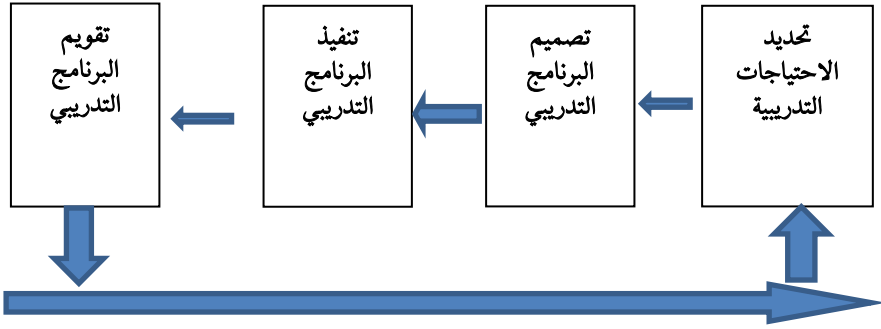 تحديد
الاحتياجات
التدريبية
تصميم
البرنامج
التدريبي
تنفيذ
البرنامج
التدريبي
تقويم
البرنامج
التدريبي